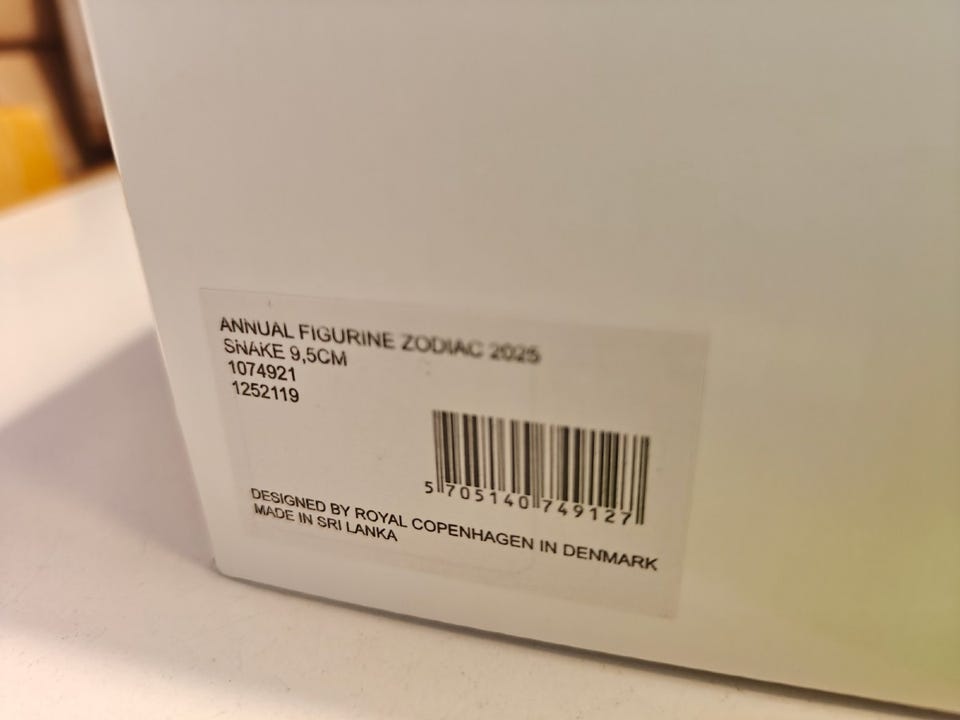 ANNUAL FIGURINE ZODIAC 2025
SNAKE 9,5CM
1074921
1252119
5 705140 749127
DESIGNED BY ROYAL COPENHAGEN IN DENMARK
MADE IN SRI LANKA